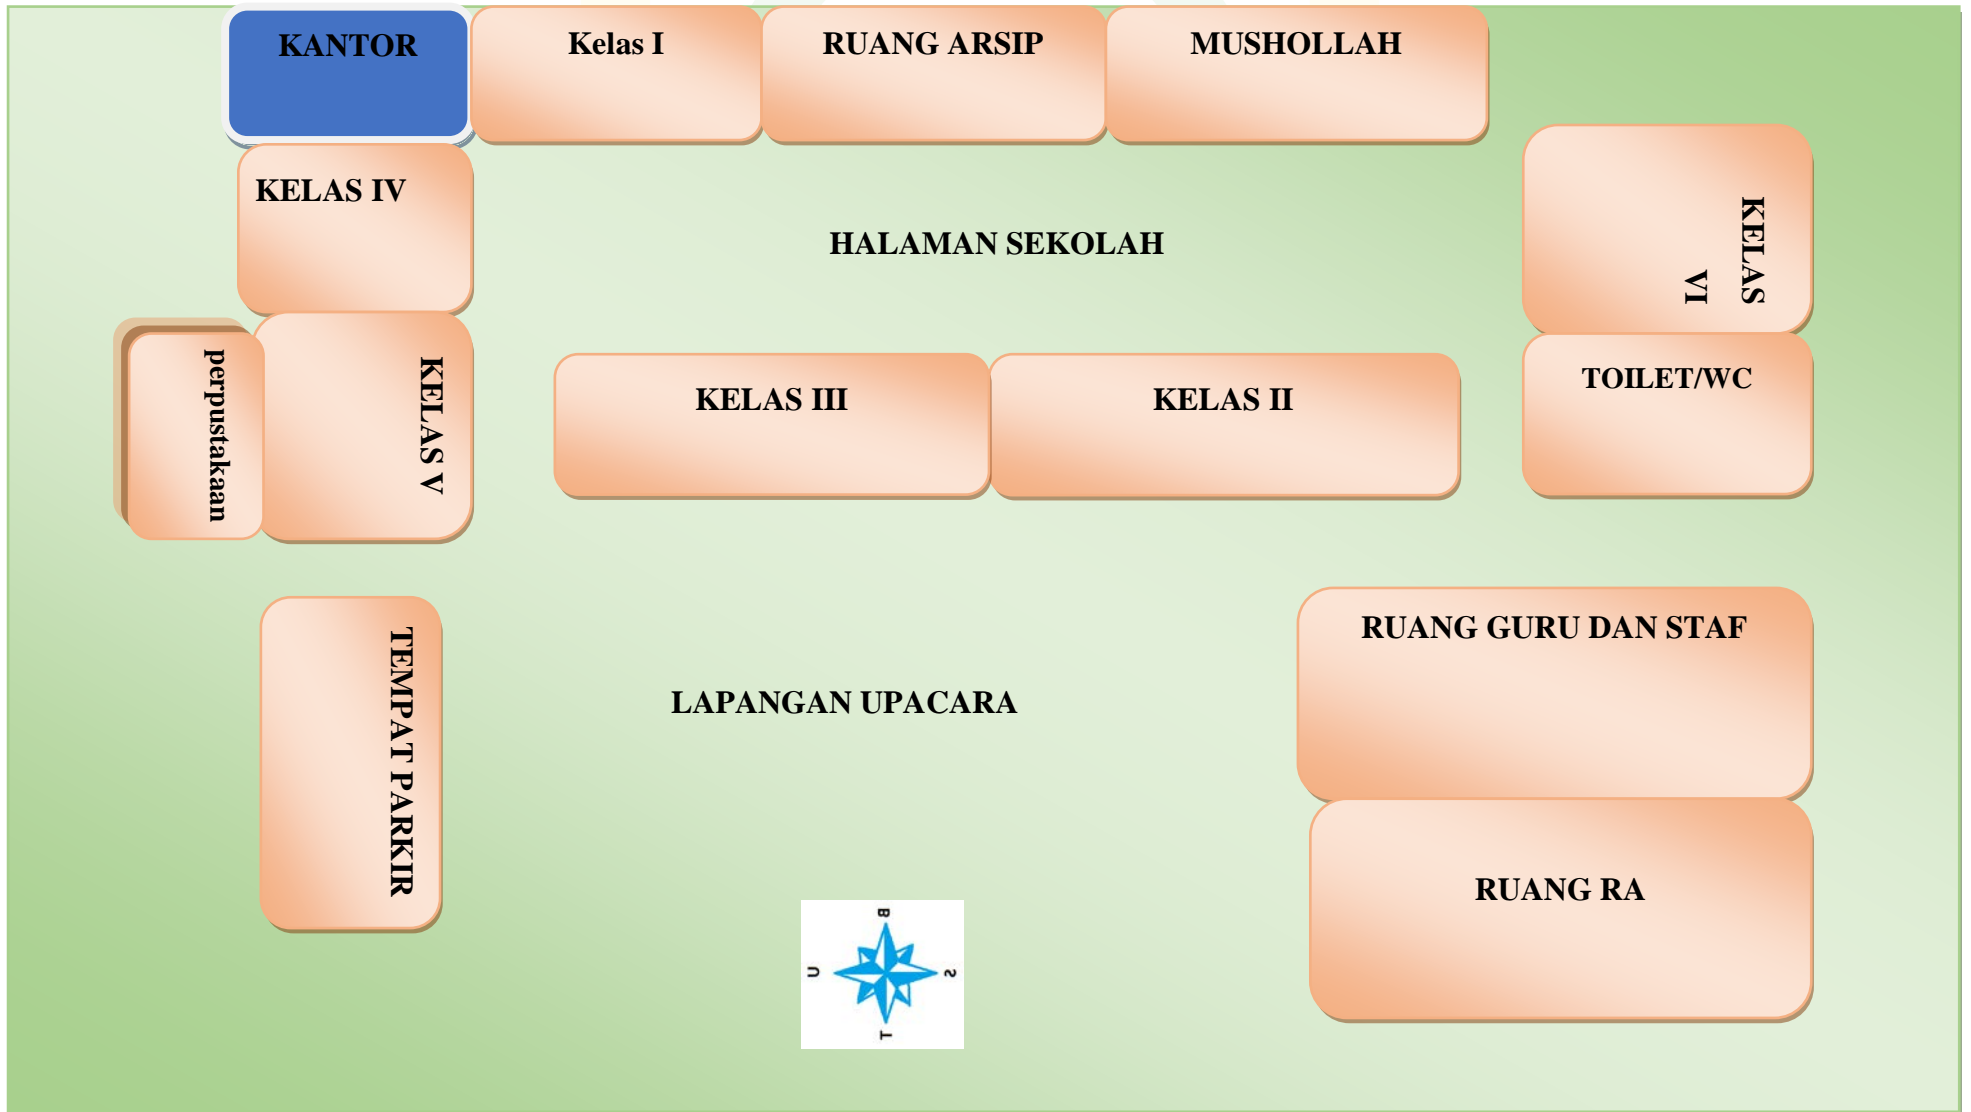 KANTOR
Kelas I
RUANG ARSIP
MUSHOLLAH
KELAS IV
HALAMAN SEKOLAH
KELAS
VI
perpustakaan
KELAS V
KELAS III
KELAS II
TOILET/WC
TEMPAT PARKIR
LAPANGAN UPACARA
RUANG GURU DAN STAF
RUANG RA
B
U
S
T